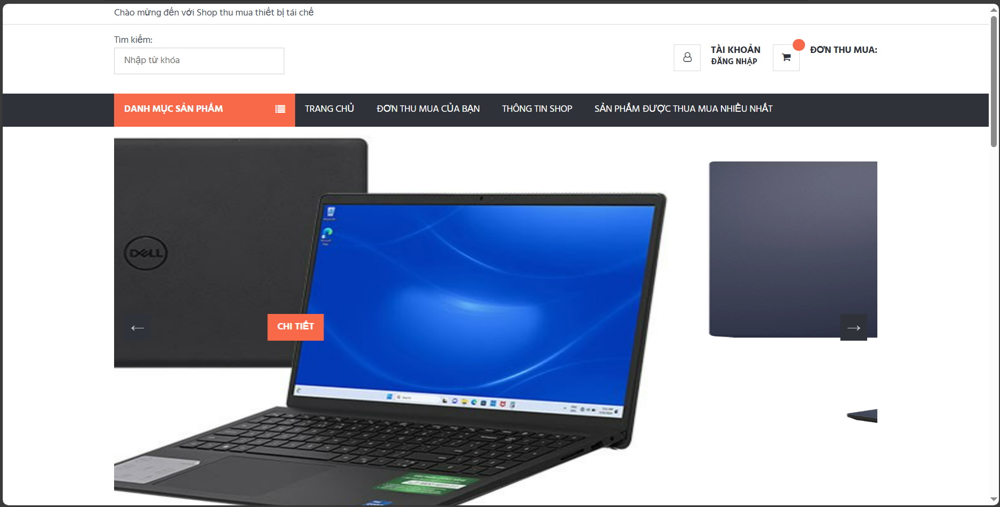 Chào mừng đến với Shop thu mua thiết bị tái chế
Tìm kiếm:
Nhập từ khóa
TÀI KHOẢN
ĐĂNG NHẬP
ĐƠN THU MUA:
DANH MỤC SẢN PHẨM
TRANG CHỦ
ĐƠN THU MUA CỦA BẠN
THÔNG TIN SHOP
SẢN PHẨM ĐƯỢC THUA MUA NHIỀU NHẤT
DELL
CHI TIẾT
Search